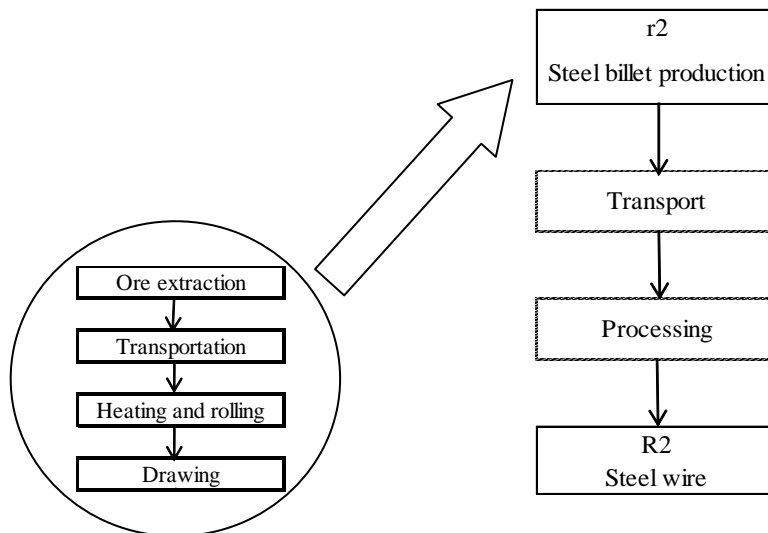 r2
Steel billet production
Transport
Processing
R2
Steel wire
Ore extraction
Transportation
Heating and rolling
Drawing